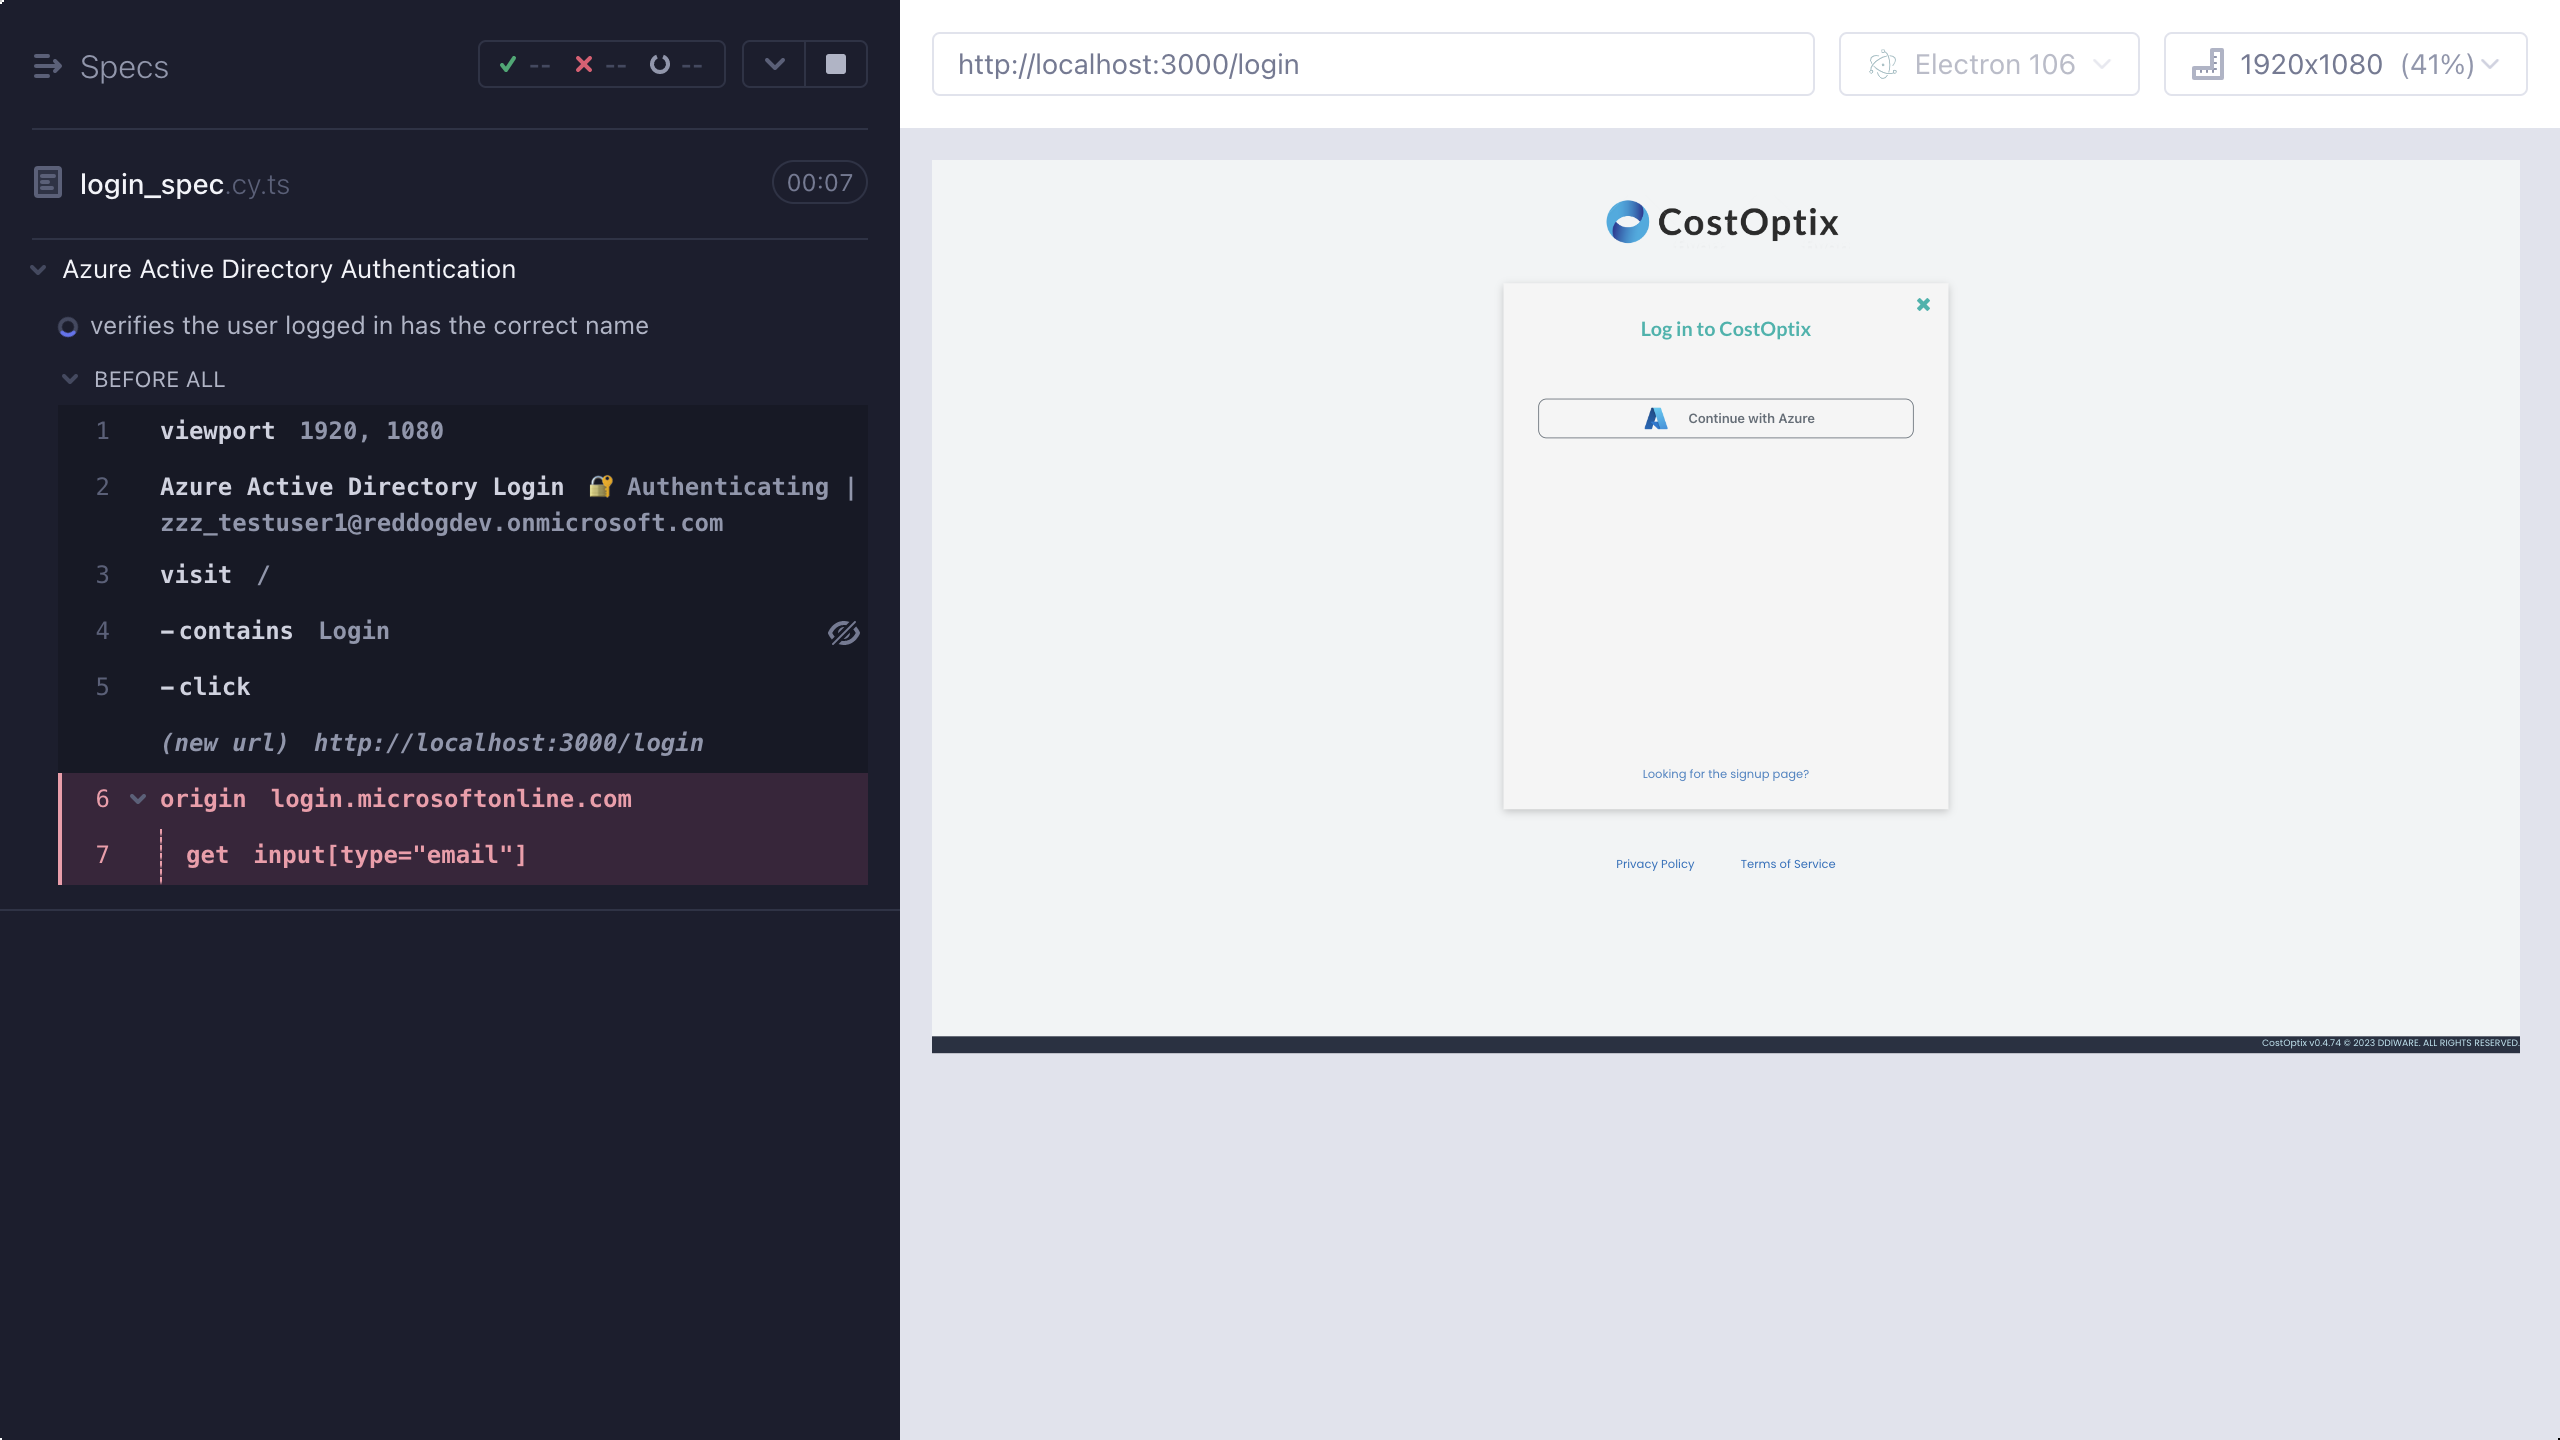 Specs
-- -- --
login_spec.cy.ts
00:07
Azure Active Directory Authentication
verifies the user logged in has the correct name
BEFORE ALL
1 viewport 1920, 1080
2 Azure Active Directory Login 🔐 Authenticating |
zzz_testuser1@reddogdev.onmicrosoft.com
3 visit /
4 -contains Login
5 -click
(new url) http://localhost:3000/login
6 origin login.microsoftonline.com
7 get input[type="email"]
http://localhost:3000/login
Electron 106
1920x1080 (41%)
CostOptix
Log in to CostOptix
Continue with Azure
Looking for the signup page?
Privacy Policy Terms of Service
CostOptix v0.4.74 © 2023 DDIWARE. ALL RIGHTS RESERVED.